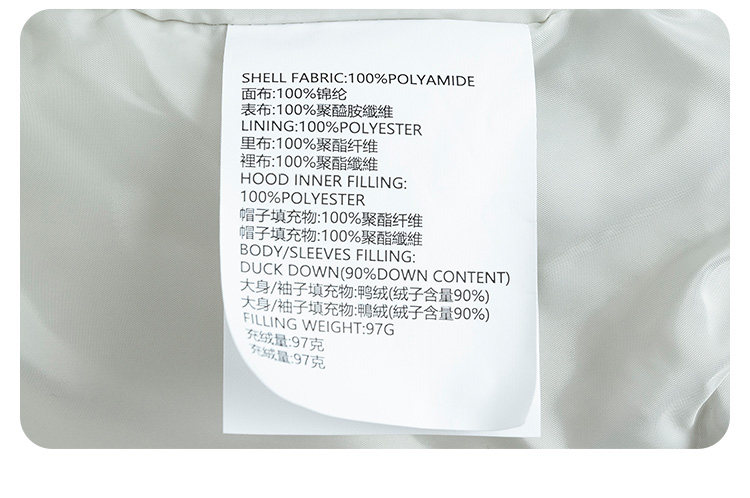 SHELL FABRIC:100%POLYAMIDE
面布:100%锦纶
表布:100%聚醯胺纖維
LINING:100%POLYESTER
里布:100%聚酯纤维
裡布:100%聚酯纖維
HOOD INNER FILLING:
100%POLYESTER
帽子填充物:100%聚酯纤维
帽子填充物:100%聚酯纖維
BODY/SLEEVES FILLING:
DUCK DOWN(90%DOWN CONTENT)
大身/袖子填充物:鸭绒(絨子含量90%)
大身/袖子填充物:鴨絨(絨子含量90%)
FILLING WEIGHT:97G
充绒量:97克
充絨量:97克